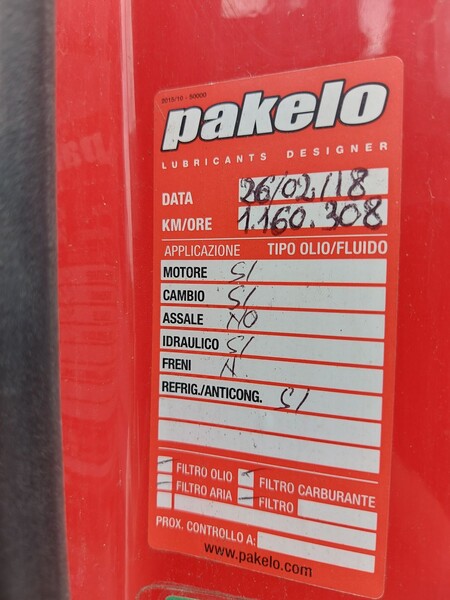 2015/16 - 50000
pakelo
LUBRICANTS DESIGNER
DATA 26/02/18
KM/ORE 1.160.308
APPLICAZIONE TIPO OLIO/FLUIDO
MOTORE SI
CAMBIO SI
ASSALE NO
IDRAULICO SI
FRENI N.
REFRIG./ANTICONG. SI
FILTRO OLIO FILTRO CARBURANTE
FILTRO ARIA FILTRO
PROX. CONTROLLO A:
www.pakelo.com